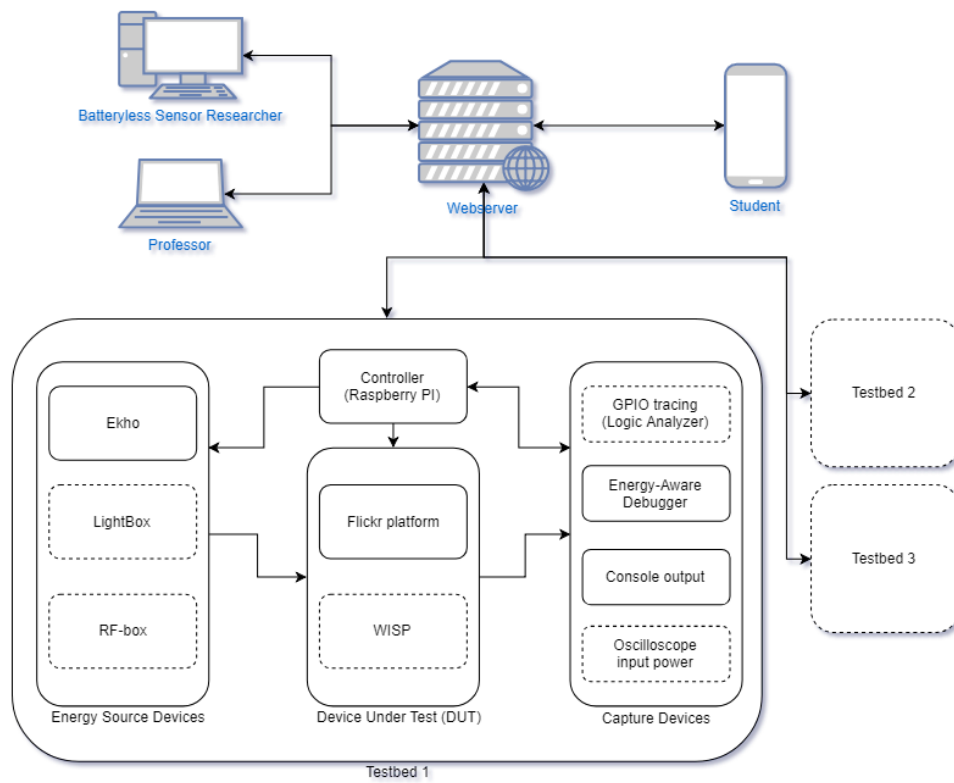 Batteryless Sensor Researcher
Professor
Webserver
Student
Controller
(Raspberry PI)
Ekho
LightBox
RF-box
Energy Source Devices
Flickr platform
WISP
Device Under Test (DUT)
GPIO tracing
(Logic Analyzer)
Energy-Aware
Debugger
Console output
Oscilloscope
input power
Capture Devices
Testbed 1
Testbed 2
Testbed 3